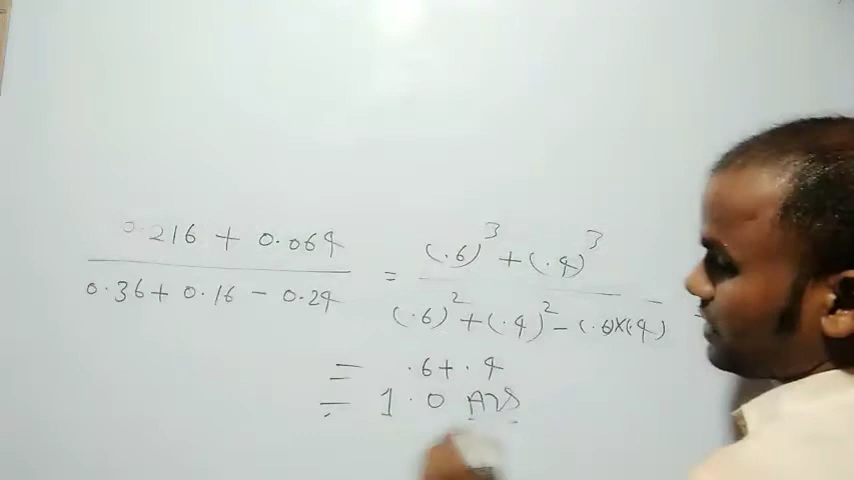 0.216 + 0.064 / 0.36 + 0.16 - 0.24 = (.6)³ + (.4)³ / (.6)² + (.4)² - (.6)×(.4)
= .6 + .4
= 1.0 Ans